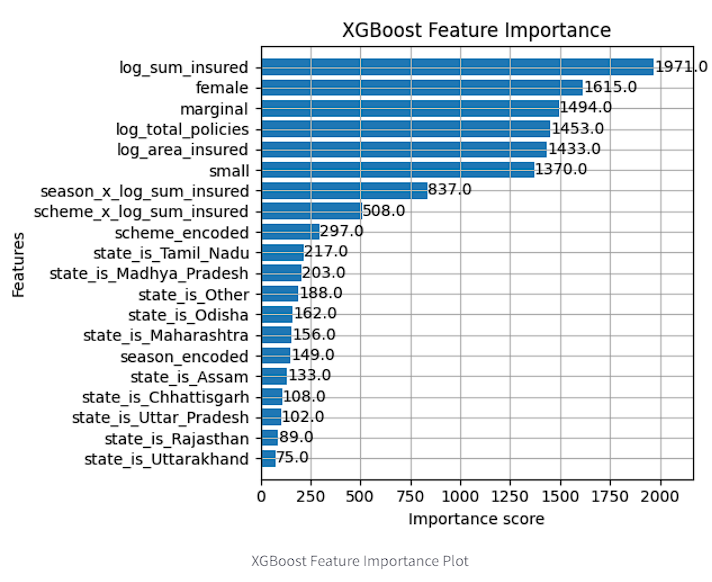 XGBoost Feature Importance
Features
log_sum_insured 1971.0
female 1615.0
marginal 1494.0
log_total_policies 1453.0
log_area_insured 1433.0
small 1370.0
season_x_log_sum_insured 837.0
scheme_x_log_sum_insured 508.0
scheme_encoded 297.0
state_is_Tamil_Nadu 217.0
state_is_Madhya_Pradesh 203.0
state_is_Other 188.0
state_is_Odisha 162.0
state_is_Maharashtra 156.0
season_encoded 149.0
state_is_Assam 133.0
state_is_Chhattisgarh 108.0
state_is_Uttar_Pradesh 102.0
state_is_Rajasthan 89.0
state_is_Uttarakhand 75.0
0 250 500 750 1000 1250 1500 1750 2000
Importance score
XGBoost Feature Importance Plot